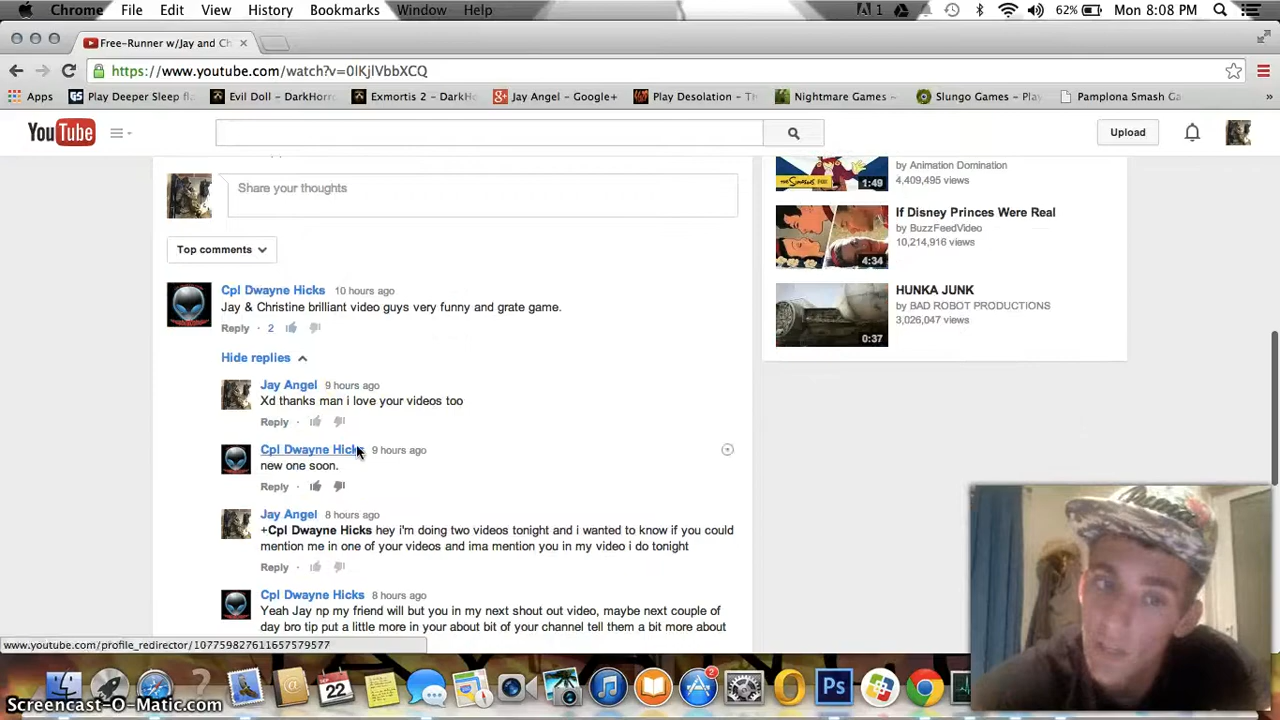 Chrome File Edit View History Bookmarks Window Help 1 62% Mon 8:08 PM
Free-Runner w/Jay and Ch
https://www.youtube.com/watch?v=0IKjlVbbXCQ
Apps Play Deeper Sleep fl Evil Doll - DarkHorr Exmortis 2 - DarkHo Jay Angel - Google+ Play Desolation - Th Nightmare Games - Slungo Games - Play Pamplona Smash Ga »
YouTube Upload
Share your thoughts
Top comments
Cpl Dwayne Hicks 10 hours ago
Jay & Christine brilliant video guys very funny and grate game.
Reply · 2
Hide replies
Jay Angel 9 hours ago
Xd thanks man i love your videos too
Reply ·
Cpl Dwayne Hicks 9 hours ago
new one soon.
Reply ·
Jay Angel 8 hours ago
+Cpl Dwayne Hicks hey i'm doing two videos tonight and i wanted to know if you could
mention me in one of your videos and ima mention you in my video i do tonight
Reply ·
Cpl Dwayne Hicks 8 hours ago
Yeah Jay np my friend will but you in my next shout out video, maybe next couple of
day bro tip put a little more in your about bit of your channel tell them a bit more about
by Animation Domination
4,409,495 views
1:49
If Disney Princes Were Real
by BuzzFeedVideo
10,214,916 views
4:34
HUNKA JUNK
by BAD ROBOT PRODUCTIONS
3,026,047 views
0:37
www.youtube.com/profile_redirector/107759827611657579577
SEP
22
2
Ps
Screencast-O-Matic.com